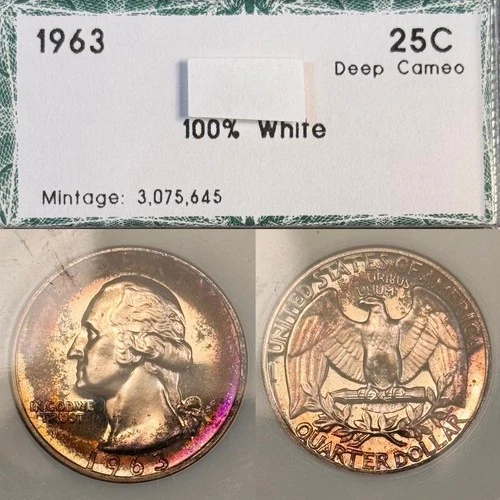 1963 25C
Deep Cameo
100% White
Mintage: 3,075,645
IN GOD WE
TRUST
1963
UNITED STATES OF AMERICA
E PLURIBUS
UNUM
QUARTER DOLLAR